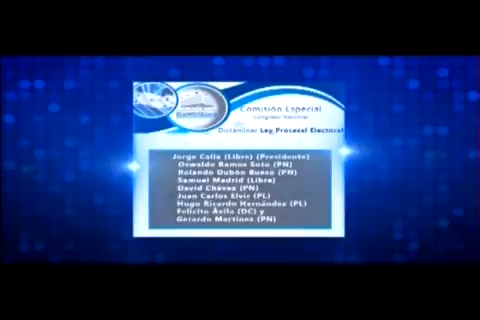 Comisión Especial
Congreso Nacional
Dictaminar Ley Procesal Electoral
Jorge Calix (Libre) (Presidente)
Oswaldo Ramos Soto (PN)
Rolando Dubón Bueso (PN)
Samuel Madrid (Libre)
David Chávez (PN)
Juan Carlos Elvir (PL)
Hugo Ricardo Hernández (PL)
Felicito Ávila (DC) y
Gerardo Martínez (PN)